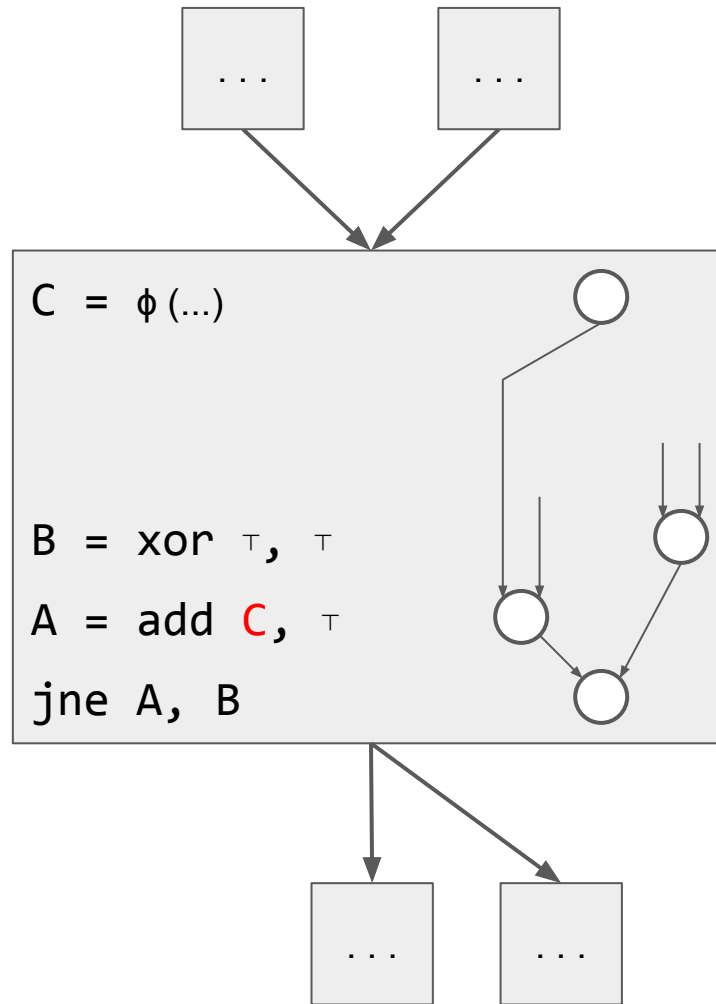 ... ...
C = ϕ (...)
B = xor ⊤, ⊤
A = add C, ⊤
jne A, B
... ...